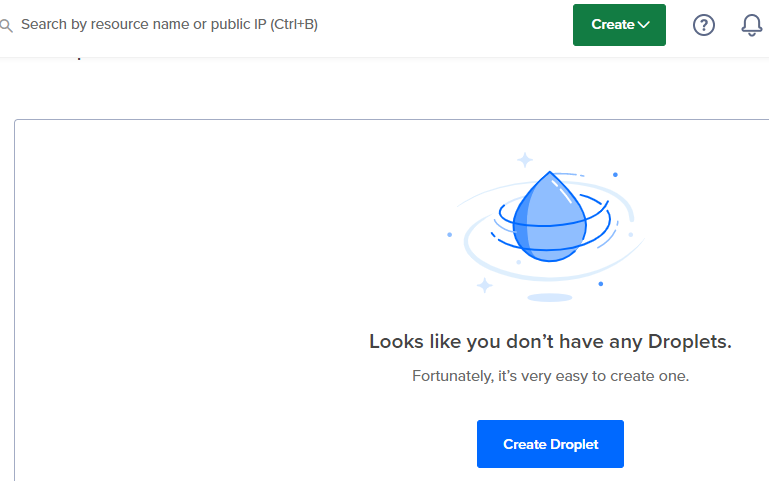 Search by resource name or public IP (Ctrl+B)
Create
?
Looks like you don’t have any Droplets.
Fortunately, it’s very easy to create one.
Create Droplet